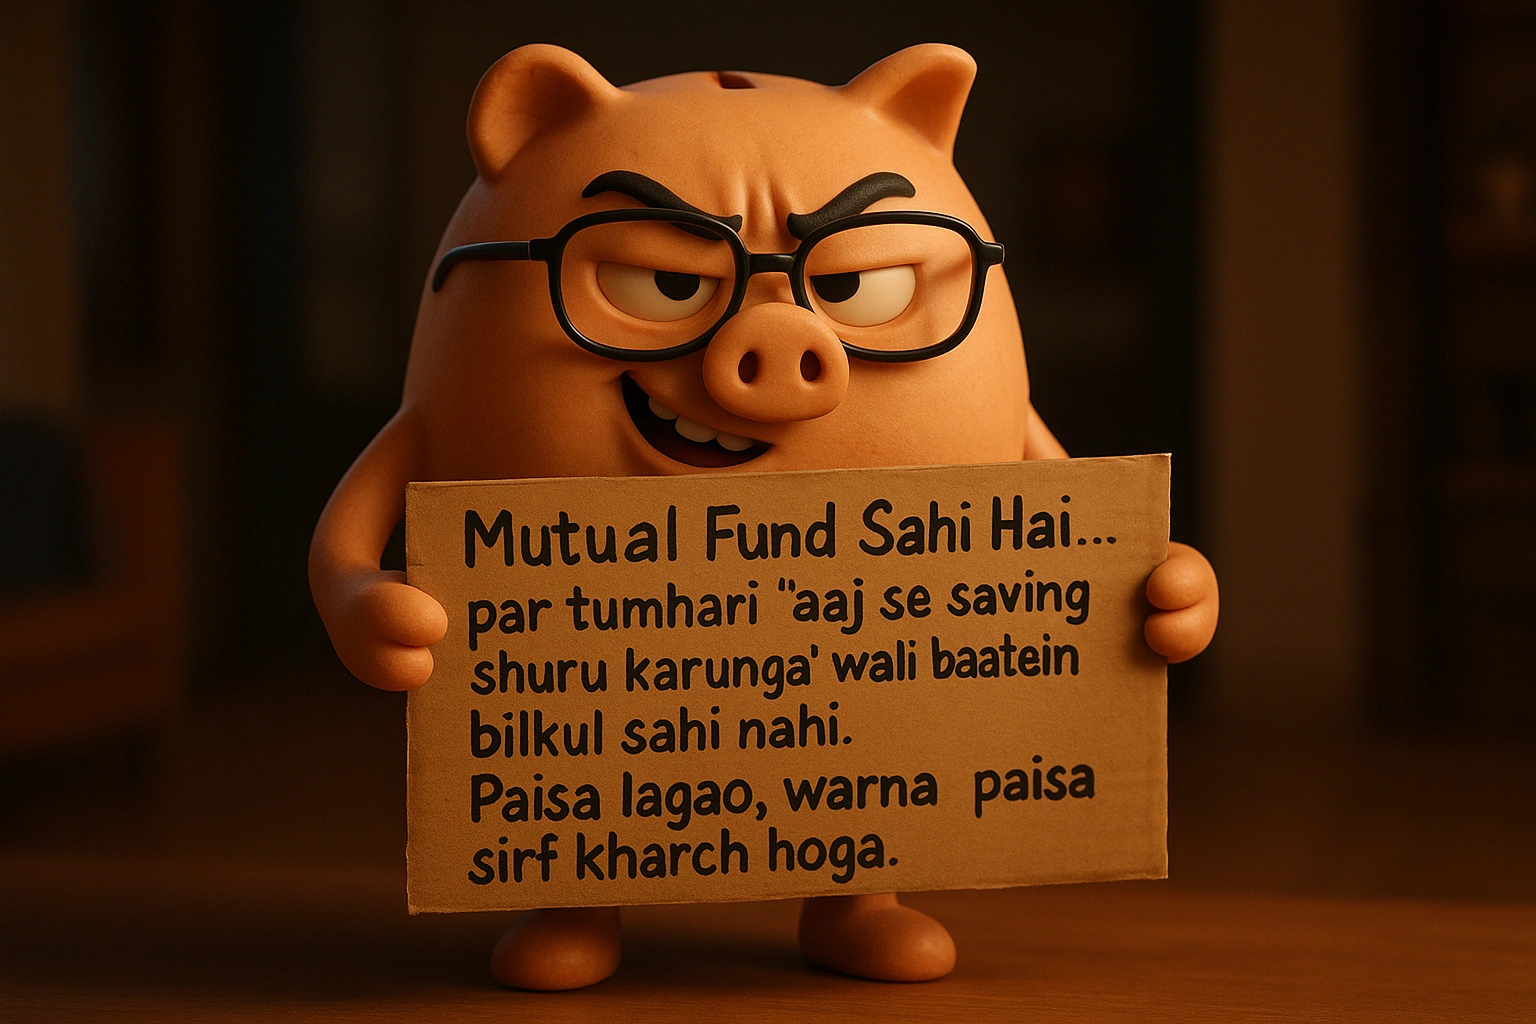 Mutual Fund Sahi Hai...
par tumhari "aaj se saving
shuru karunga' wali baatein
bilkul sahi nahi.
Paisa lagao, warna paisa
sirf kharch hoga.